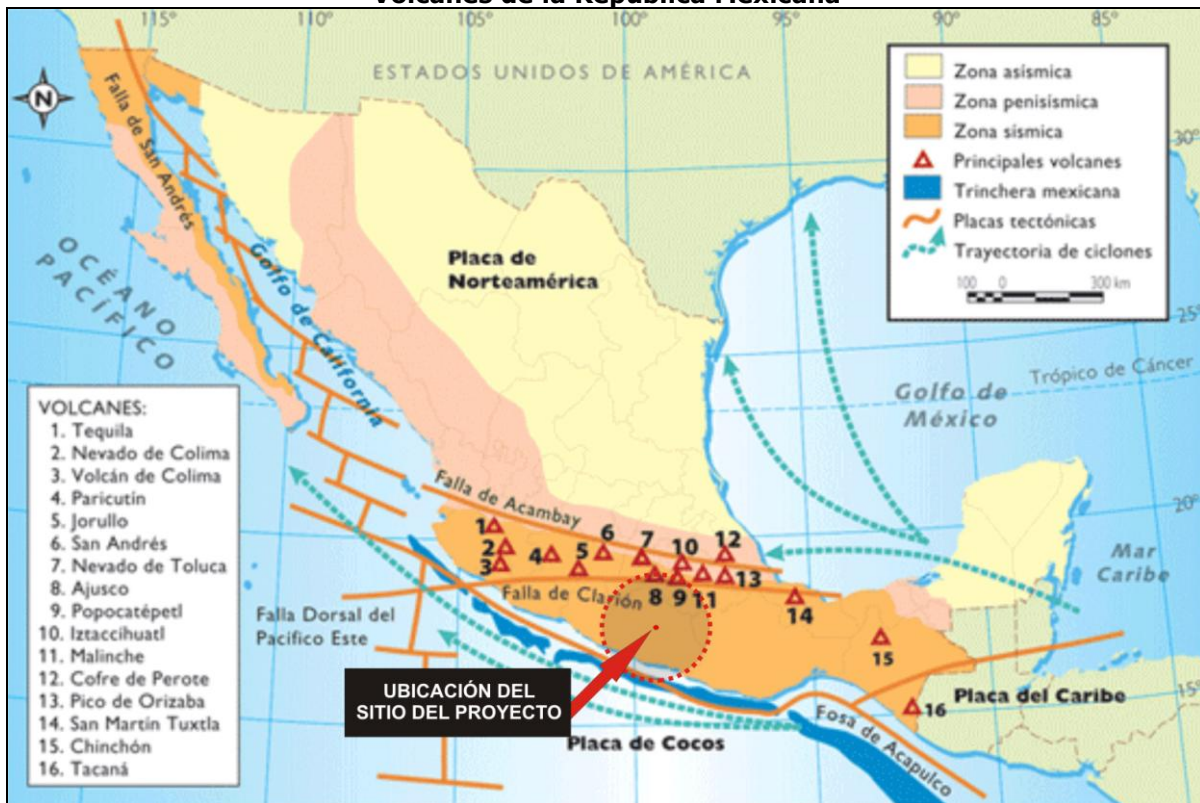 Volcanes de la República Mexicana
115°
110°
105°
100°
95°
90°
85°
N
ESTADOS UNIDOS DE AMÉRICA
Zona asísmica
Zona penisísmica
Zona sísmica
Principales volcanes
Trinchera mexicana
Placas tectónicas
Trayectoria de ciclones
100 0 300 km
30°
25°
20°
15°
Falla de San Andrés
OCÉANO
PACÍFICO
Golfo de California
Placa de
Norteamérica
Golfo de
México
Trópico de Cáncer
Mar
Caribe
VOLCANES:
1. Tequila
2. Nevado de Colima
3. Volcán de Colima
4. Paricutín
5. Jorullo
6. San Andrés
7. Nevado de Toluca
8. Ajusco
9. Popocatépetl
10. Iztaccihuatl
11. Malinche
12. Cofre de Perote
13. Pico de Orizaba
14. San Martín Tuxtla
15. Chinchón
16. Tacaná
Falla de Acambay
1
2
3
4
5
6
7
8
9
10
11
12
13
14
15
16
Falla de Clarión
Falla Dorsal del
Pacifico Este
UBICACIÓN DEL
SITIO DEL PROYECTO
Placa de Cocos
Placa del Caribe
Fosa de Acapulco